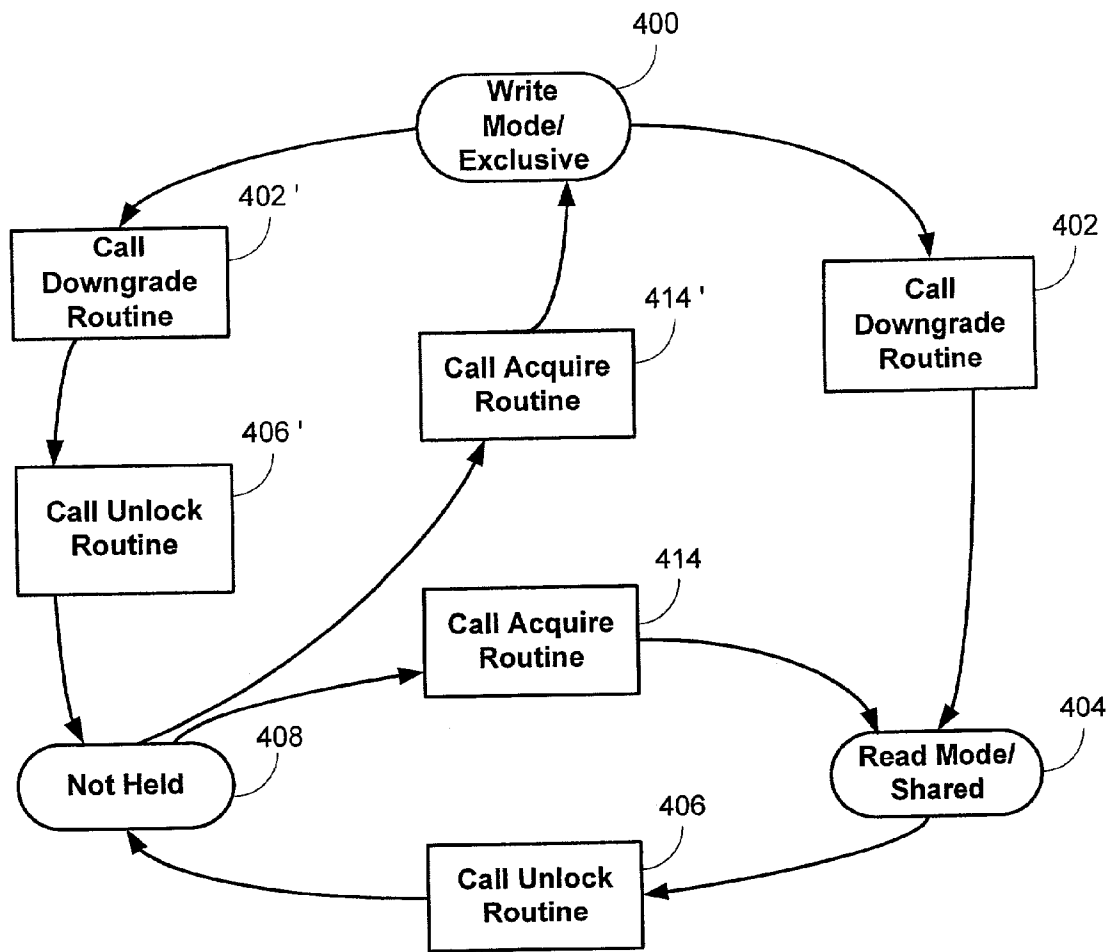 400
Write
Mode/
Exclusive
402 '
Call
Downgrade
Routine
402
Call
Downgrade
Routine
414 '
Call Acquire
Routine
406 '
Call Unlock
Routine
414
Call Acquire
Routine
408
Not Held
404
Read Mode/
Shared
406
Call Unlock
Routine